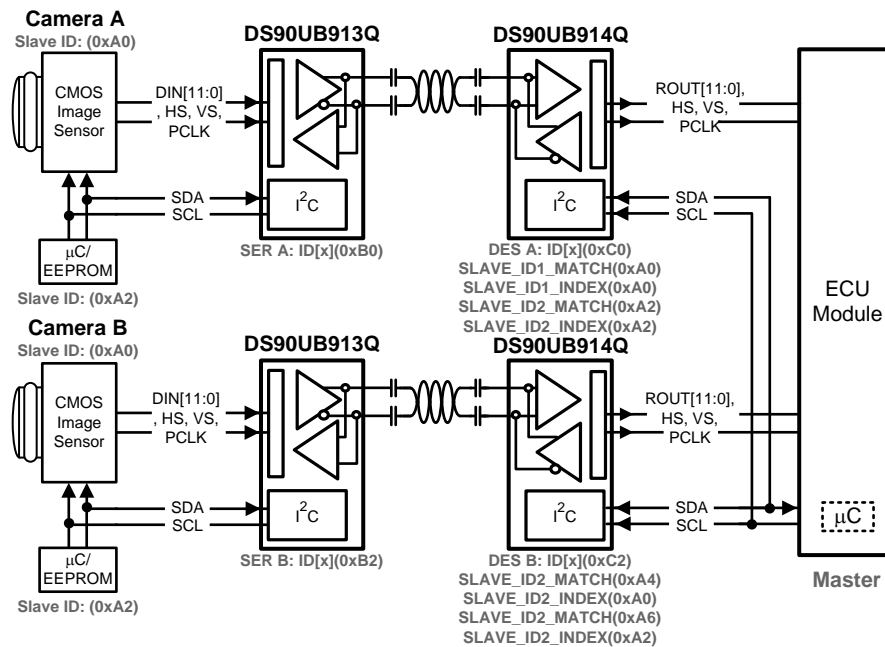 Camera A
Slave ID: (0xA0)
DS90UB913Q
DS90UB914Q
CMOS
Image
Sensor
DIN[11:0]
, HS, VS,
PCLK
ROUT[11:0],
HS, VS,
PCLK
SDA
SCL
I²C
I²C
SDA
SCL
µC/
EEPROM
Slave ID: (0xA2)
SER A: ID[x](0xB0)
DES A: ID[x](0xC0)
SLAVE_ID1_MATCH(0xA0)
SLAVE_ID1_INDEX(0xA0)
SLAVE_ID2_MATCH(0xA2)
SLAVE_ID2_INDEX(0xA2)
ECU
Module
Camera B
Slave ID: (0xA0)
DS90UB913Q
DS90UB914Q
CMOS
Image
Sensor
DIN[11:0]
, HS, VS,
PCLK
ROUT[11:0],
HS, VS,
PCLK
SDA
SCL
I²C
I²C
SDA
SCL
µC
µC/
EEPROM
Slave ID: (0xA2)
SER B: ID[x](0xB2)
DES B: ID[x](0xC2)
SLAVE_ID2_MATCH(0xA4)
SLAVE_ID2_INDEX(0xA0)
SLAVE_ID2_MATCH(0xA6)
SLAVE_ID2_INDEX(0xA2)
Master